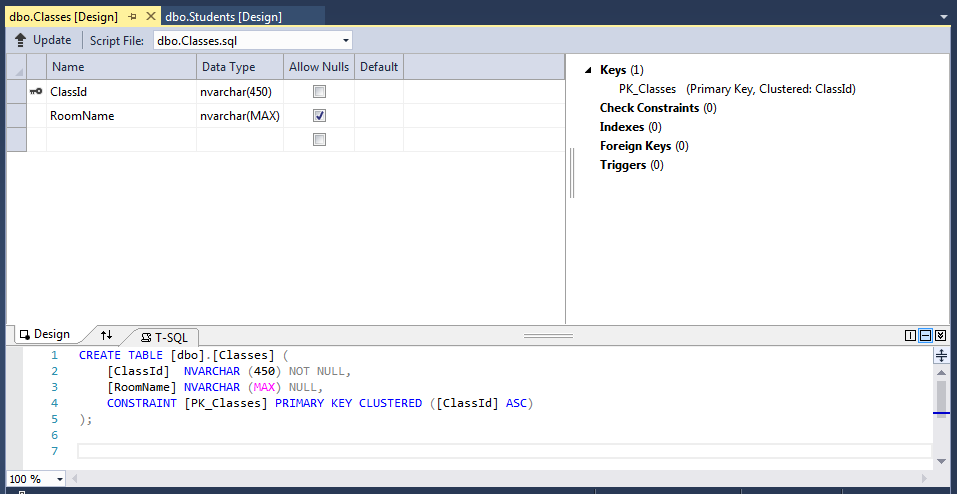 dbo.Classes [Design] dbo.Students [Design]
Update Script File: dbo.Classes.sql
Name Data Type Allow Nulls Default
ClassId nvarchar(450)
RoomName nvarchar(MAX)
Keys (1)
PK_Classes (Primary Key, Clustered: ClassId)
Check Constraints (0)
Indexes (0)
Foreign Keys (0)
Triggers (0)
Design T-SQL
1 CREATE TABLE [dbo].[Classes] (
2 [ClassId] NVARCHAR (450) NOT NULL,
3 [RoomName] NVARCHAR (MAX) NULL,
4 CONSTRAINT [PK_Classes] PRIMARY KEY CLUSTERED ([ClassId] ASC)
5 );
6
7
100 %